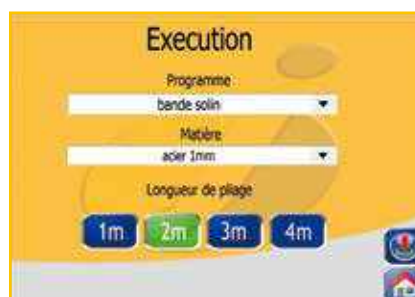 Execution
Programme
bande solin
Matière
acier 1mm
Longueur de pliage
1m 2m 3m 4m